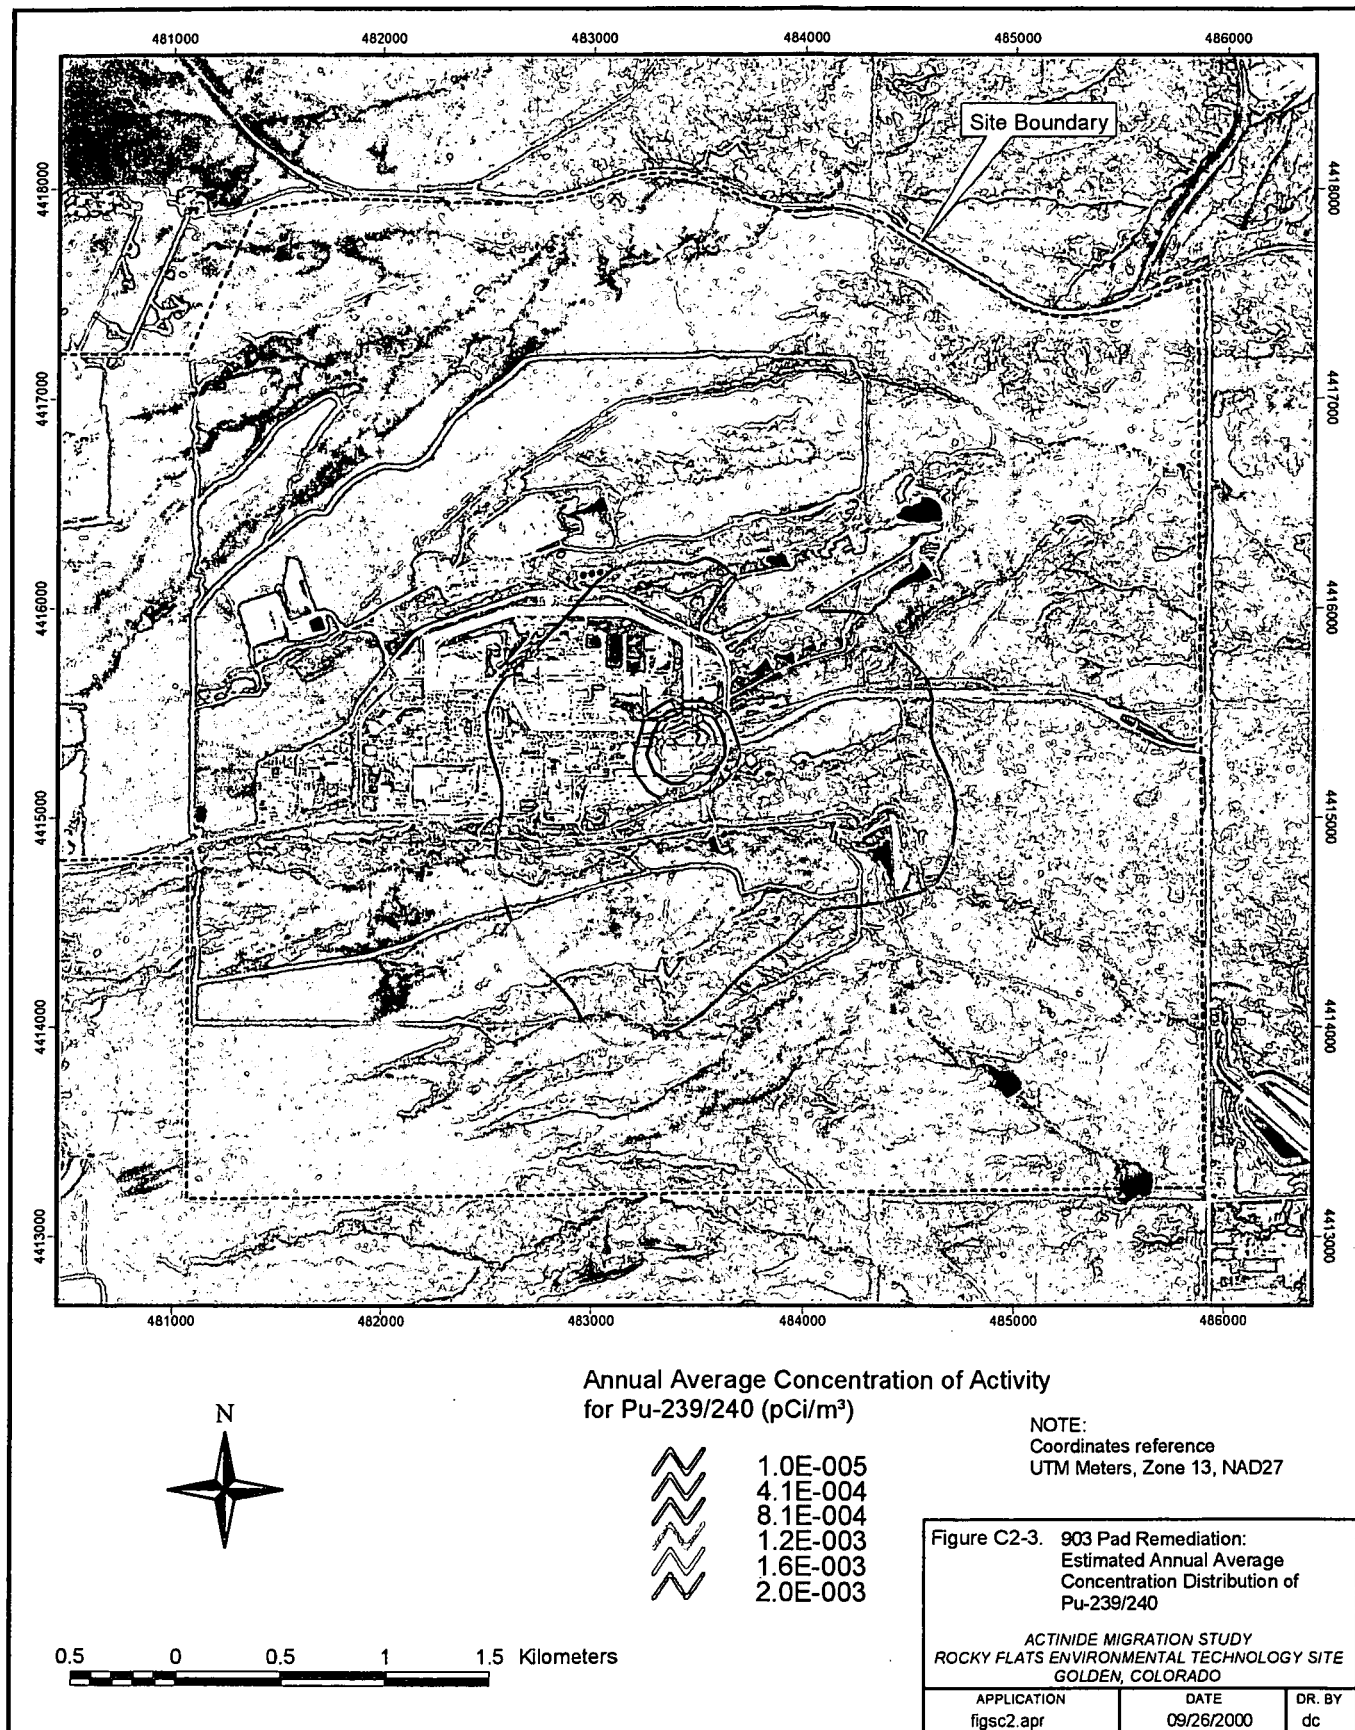 481000 482000 483000 484000 485000 486000
Site Boundary
4418000 4418000
4417000 4417000
4416000 4416000
4415000 4415000
4414000 4414000
4413000 4413000
481000 482000 483000 484000 485000 486000
Annual Average Concentration of Activity
for Pu-239/240 (pCi/m³)
N
1.0E-005
4.1E-004
8.1E-004
1.2E-003
1.6E-003
2.0E-003
NOTE:
Coordinates reference
UTM Meters, Zone 13, NAD27
0.5 0 0.5 1 1.5 Kilometers
Figure C2-3. 903 Pad Remediation:
Estimated Annual Average
Concentration Distribution of
Pu-239/240
ACTINIDE MIGRATION STUDY
ROCKY FLATS ENVIRONMENTAL TECHNOLOGY SITE
GOLDEN, COLORADO
APPLICATION DATE DR. BY
figsc2.apr 09/26/2000 dc